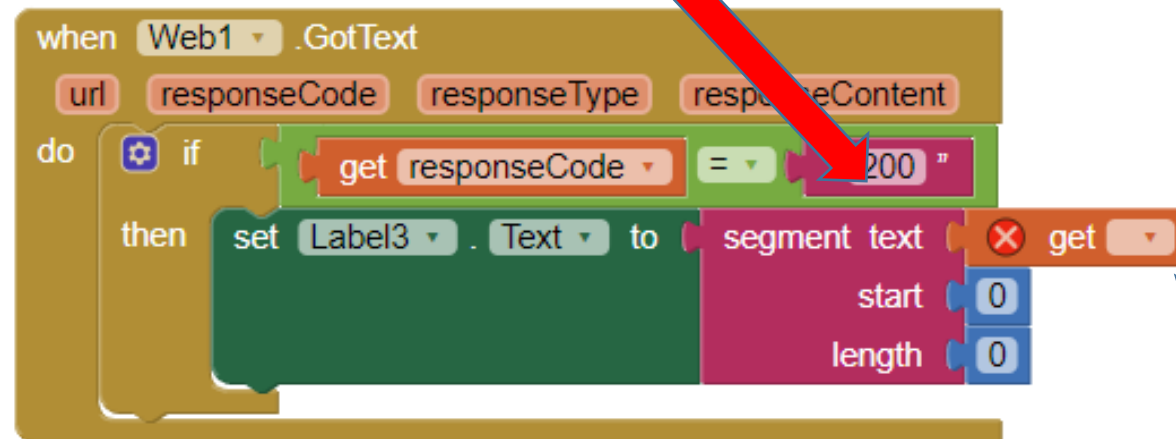 when Web1 .GotText
url responseCode responseType responseContent
do if get responseCode = 200 "
then set Label3 . Text to segment text get
start 0
length 0